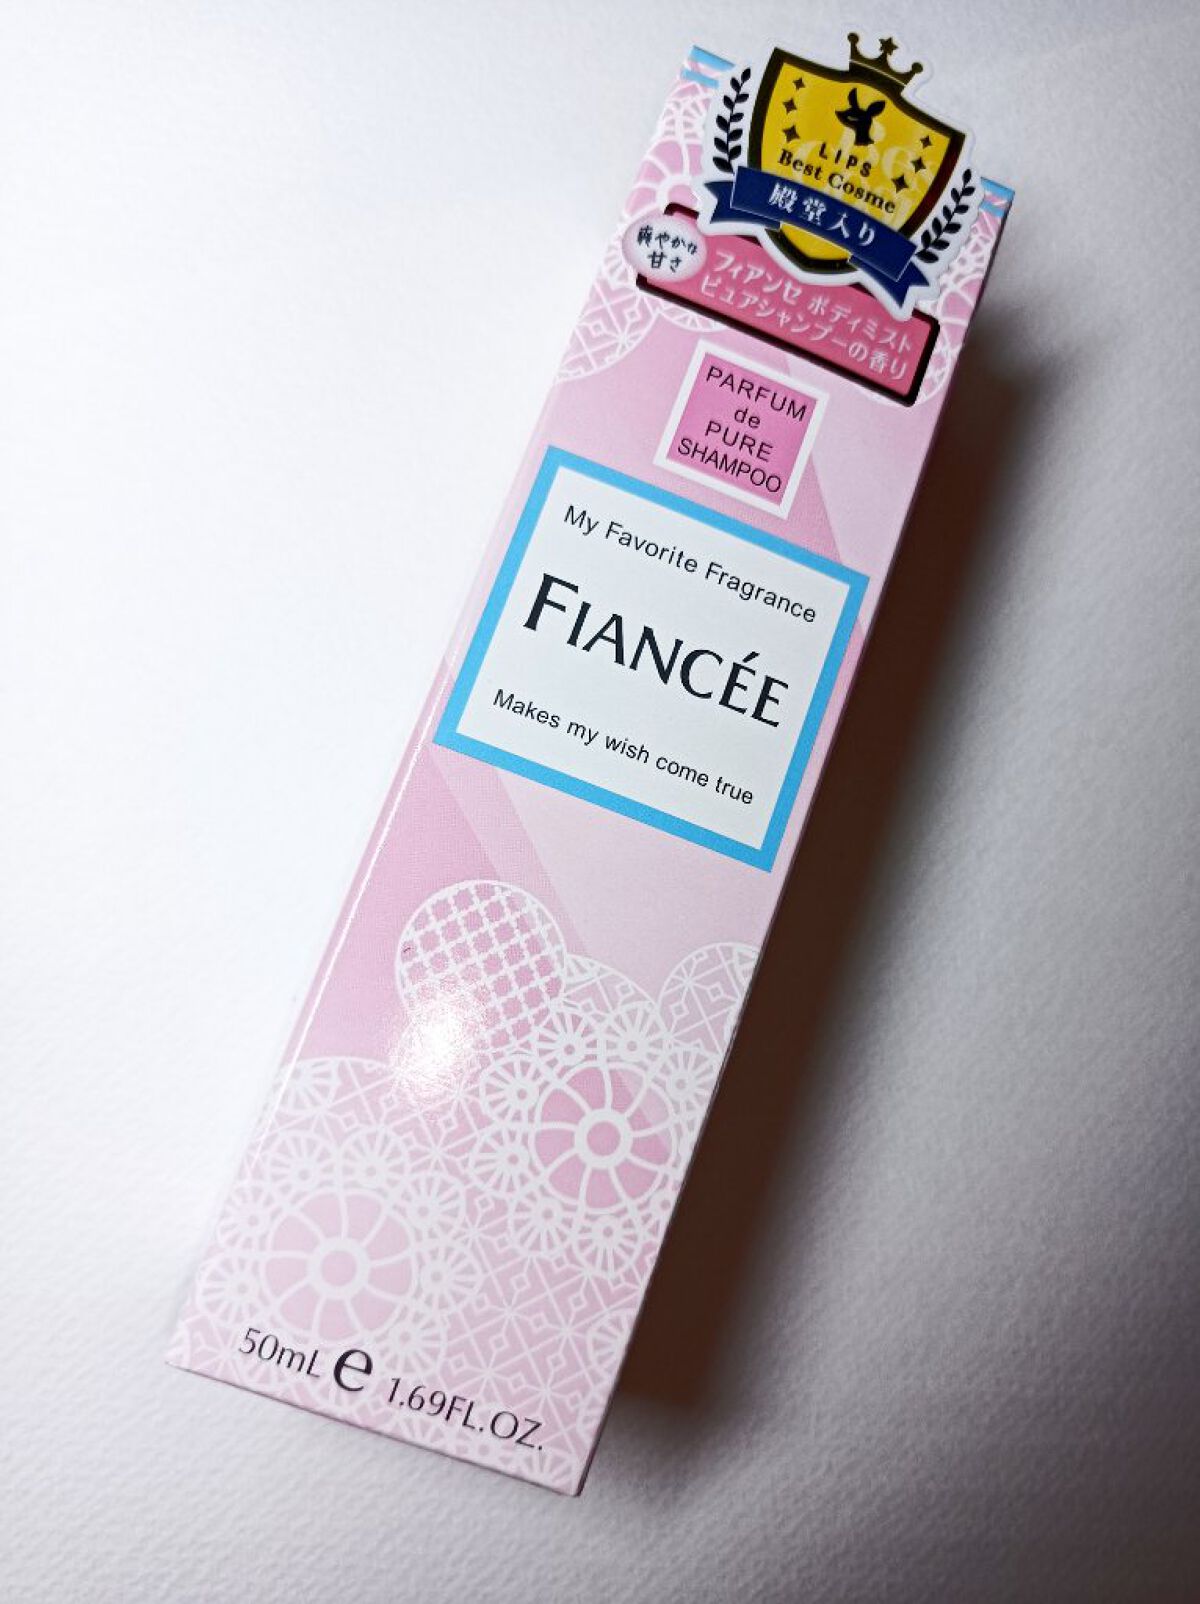 LIPS
Best Cosme
殿堂入り
爽やかな
甘さ
フィアンセ ボディミスト
ピュアシャンプーの香り
PARFUM
de
PURE
SHAMPOO
My Favorite Fragrance
FIANCÉE
Makes my wish come true
50mL e 1.69FL.OZ.